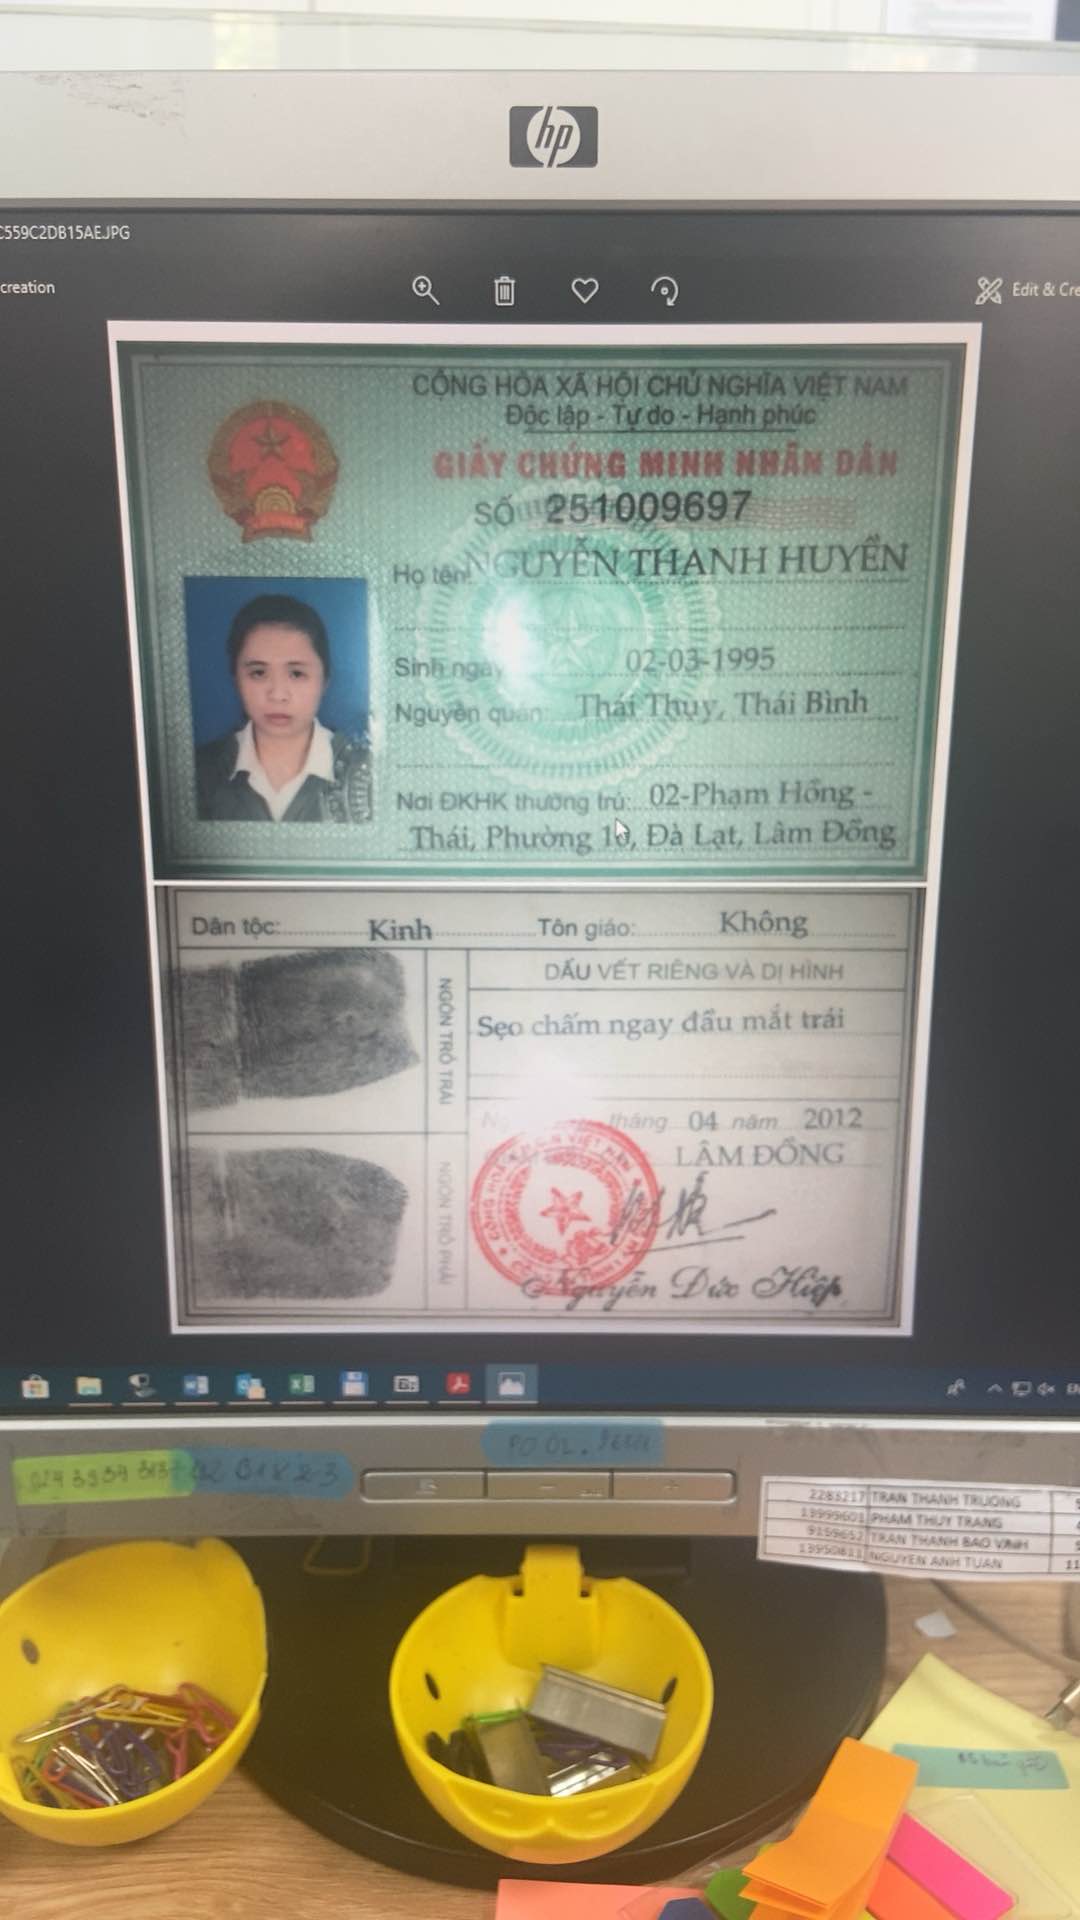 hp
C559C2DB15AE.JPG
creation
Edit & Cre
CỘNG HÒA XÃ HỘI CHỦ NGHĨA VIỆT NAM
Độc lập - Tự do - Hạnh phúc
GIẤY CHỨNG MINH NHÂN DÂN
SỐ 251009697
Họ tên: NGUYỄN THANH HUYỀN
Sinh ngày 02-03-1995
Nguyên quán: Thái Thụy, Thái Bình
Nơi ĐKHK thường trú: 02-Phạm Hồng -
Thái, Phường 10, Đà Lạt, Lâm Đồng
Dân tộc: Kinh Tôn giáo: Không
NGÓN TRỎ TRÁI
DẤU VẾT RIÊNG VÀ DỊ HÌNH
Sẹo chấm ngay đầu mắt trái
tháng 04 năm 2012
LÂM ĐỒNG
NGÓN TRỎ PHẢI
Nguyễn Đức Hiệp
2283217 TRAN THANH TRUONG
13999601 PHAM THUY TRANG
9159652 TRAN THANH BAO VINH
13950811 NGUYEN ANH TUAN 11